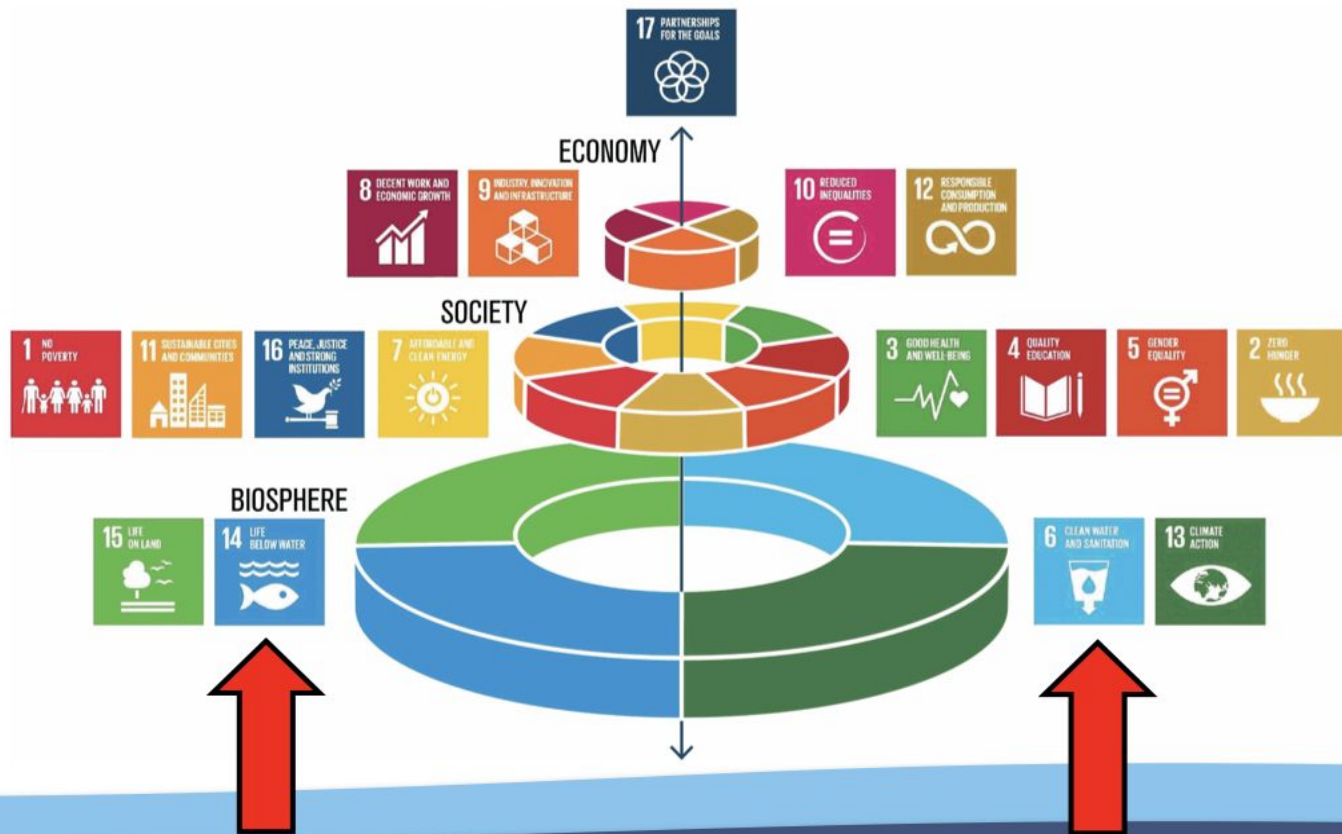 17 PARTNERSHIPS
FOR THE GOALS
ECONOMY
8 DECENT WORK AND
ECONOMIC GROWTH
9 INDUSTRY, INNOVATION
AND INFRASTRUCTURE
10 REDUCED
INEQUALITIES
12 RESPONSIBLE
CONSUMPTION
AND PRODUCTION
SOCIETY
1 NO
POVERTY
11 SUSTAINABLE CITIES
AND COMMUNITIES
16 PEACE, JUSTICE
AND STRONG
INSTITUTIONS
7 AFFORDABLE AND
CLEAN ENERGY
3 GOOD HEALTH
AND WELL-BEING
4 QUALITY
EDUCATION
5 GENDER
EQUALITY
2 ZERO
HUNGER
BIOSPHERE
15 LIFE
ON LAND
14 LIFE
BELOW WATER
6 CLEAN WATER
AND SANITATION
13 CLIMATE
ACTION